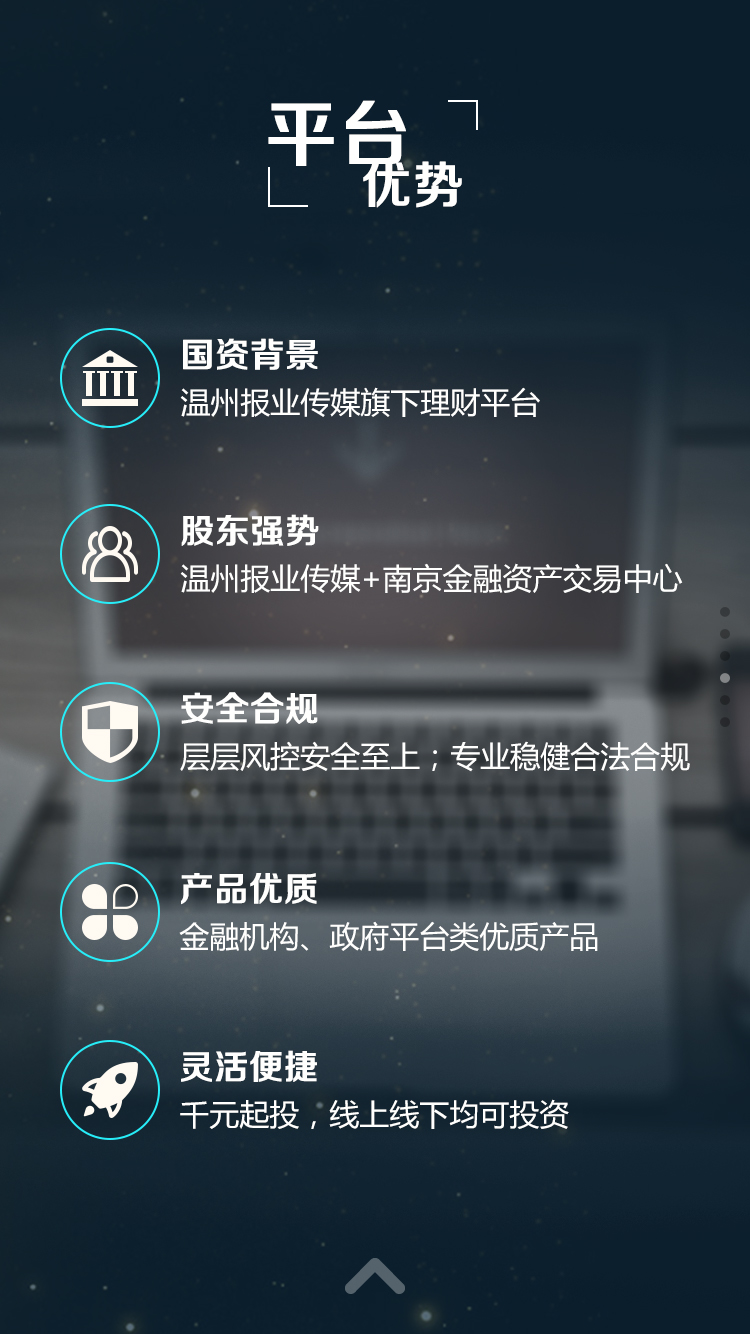 平台
优势
国资背景
温州报业传媒旗下理财平台
股东强势
温州报业传媒+南京金融资产交易中心
安全合规
层层风控安全至上；专业稳健合法合规
产品优质
金融机构、政府平台类优质产品
灵活便捷
千元起投，线上线下均可投资